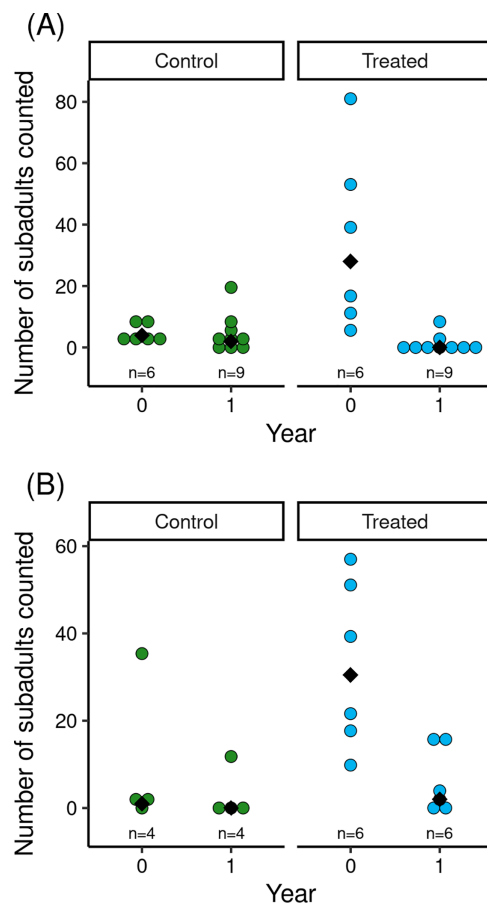 (A)
Control Treated
Number of subadults counted
80
60
40
20
0
n=6 n=9 n=6 n=9
0 1 0 1
Year
(B)
Control Treated
Number of subadults counted
60
40
20
0
n=4 n=4 n=6 n=6
0 1 0 1
Year